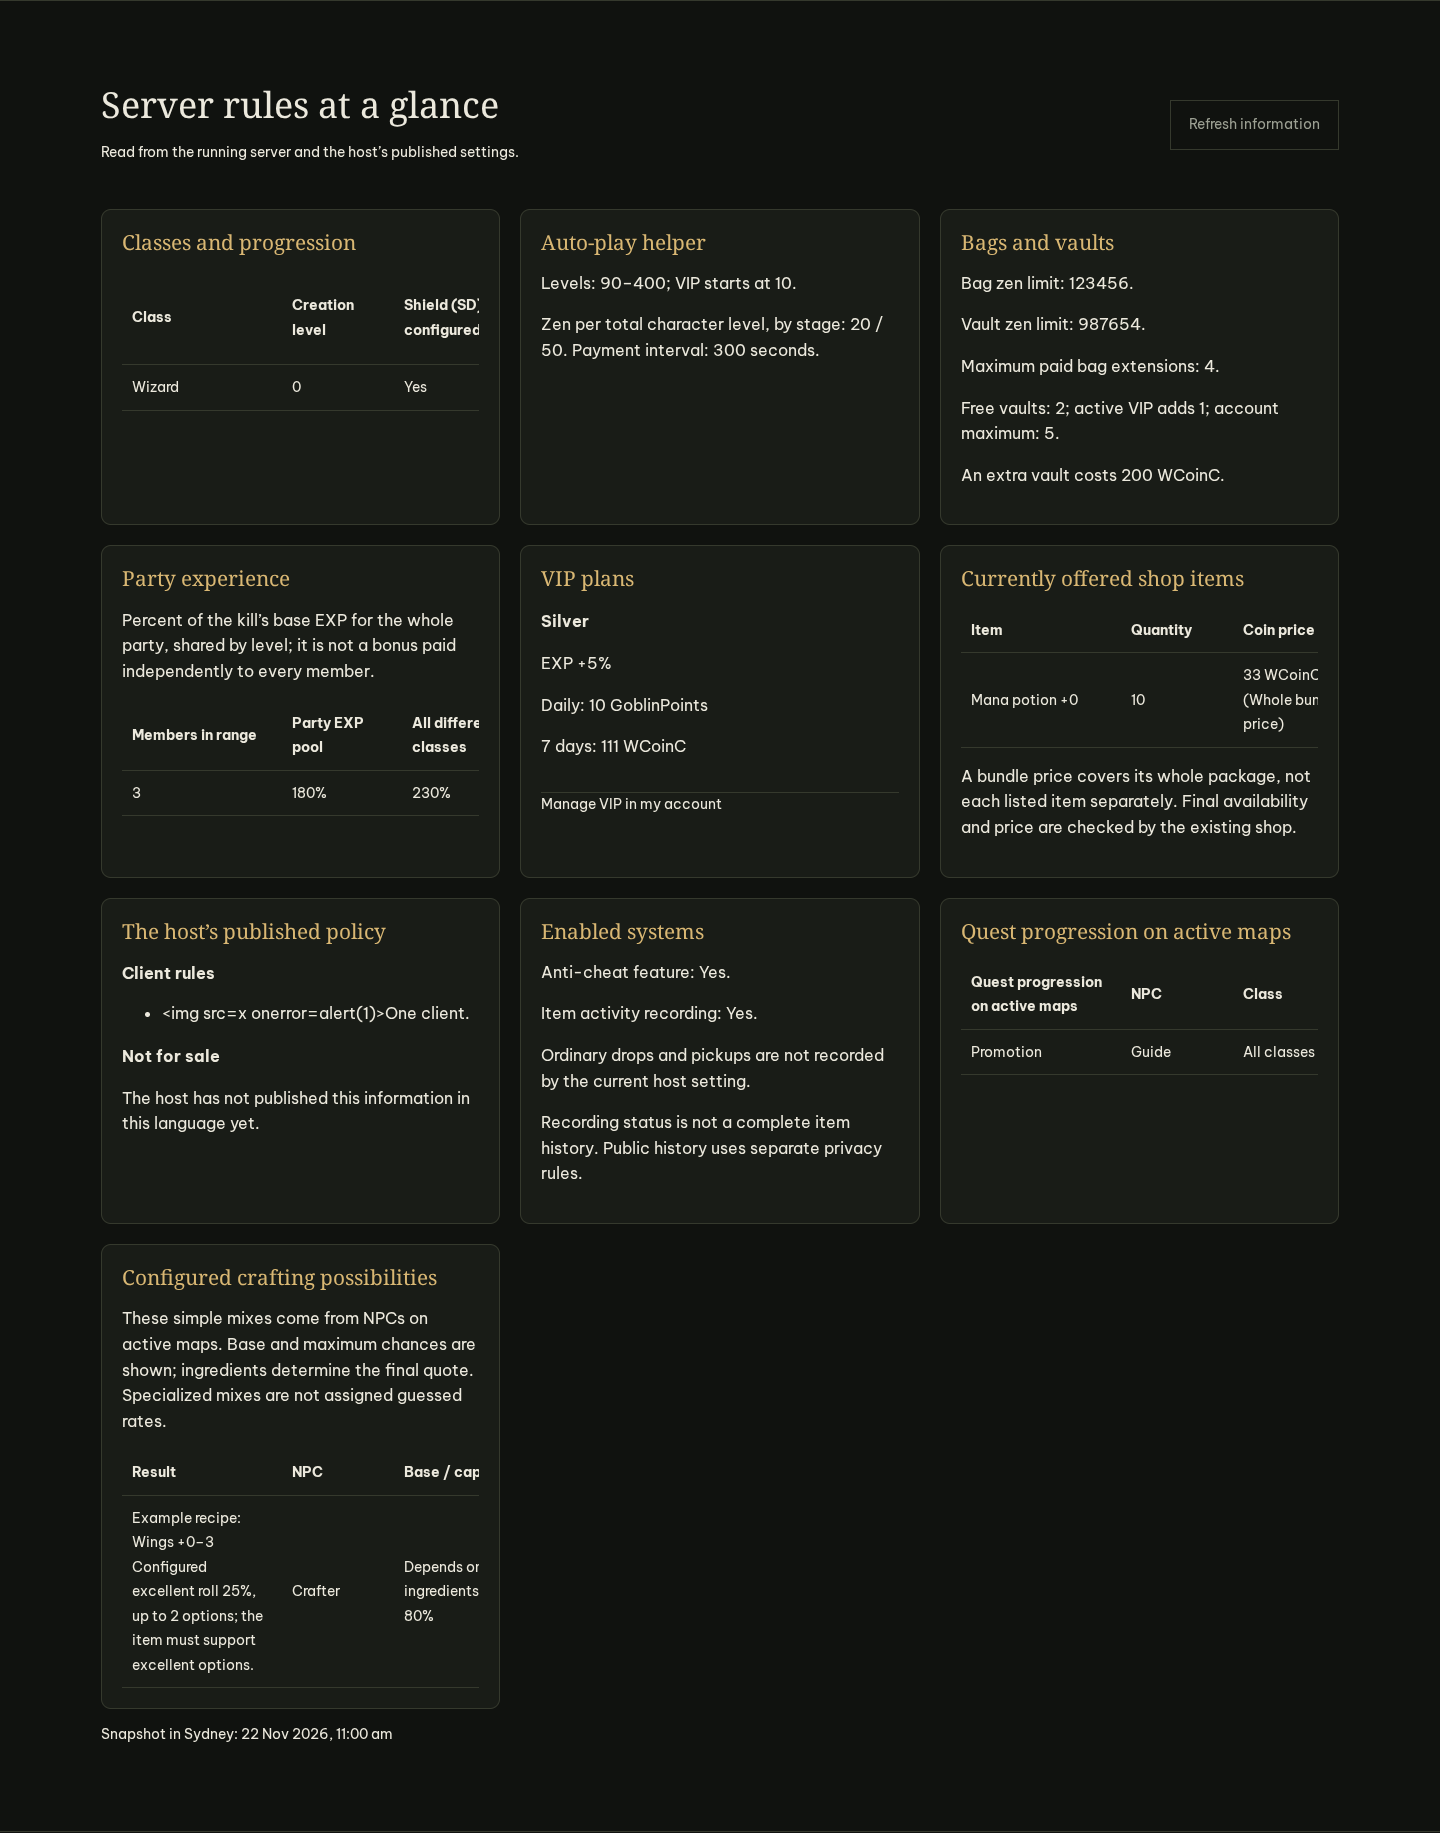 Server rules at a glance
Read from the running server and the host’s published settings.
Refresh information
Classes and progression
Class
Creation
level
Shield (SD)
configured
Wizard
0
Yes
Auto-play helper
Levels: 90–400; VIP starts at 10.
Zen per total character level, by stage: 20 /
50. Payment interval: 300 seconds.
Bags and vaults
Bag zen limit: 123456.
Vault zen limit: 987654.
Maximum paid bag extensions: 4.
Free vaults: 2; active VIP adds 1; account
maximum: 5.
An extra vault costs 200 WCoinC.
Party experience
Percent of the kill’s base EXP for the whole
party, shared by level; it is not a bonus paid
independently to every member.
Members in range
Party EXP
pool
All differe
classes
3
180%
230%
VIP plans
Silver
EXP +5%
Daily: 10 GoblinPoints
7 days: 111 WCoinC
Manage VIP in my account
Currently offered shop items
Item
Quantity
Coin price
Mana potion +0
10
33 WCoinC
(Whole bun
price)
A bundle price covers its whole package, not
each listed item separately. Final availability
and price are checked by the existing shop.
The host’s published policy
Client rules
• <img src=x onerror=alert(1)>One client.
Not for sale
The host has not published this information in
this language yet.
Enabled systems
Anti-cheat feature: Yes.
Item activity recording: Yes.
Ordinary drops and pickups are not recorded
by the current host setting.
Recording status is not a complete item
history. Public history uses separate privacy
rules.
Quest progression on active maps
Quest progression
on active maps
NPC
Class
Promotion
Guide
All classes
Configured crafting possibilities
These simple mixes come from NPCs on
active maps. Base and maximum chances are
shown; ingredients determine the final quote.
Specialized mixes are not assigned guessed
rates.
Result
NPC
Base / cap
Example recipe:
Wings +0–3
Configured
excellent roll 25%,
up to 2 options; the
item must support
excellent options.
Crafter
Depends on
ingredients
80%
Snapshot in Sydney: 22 Nov 2026, 11:00 am